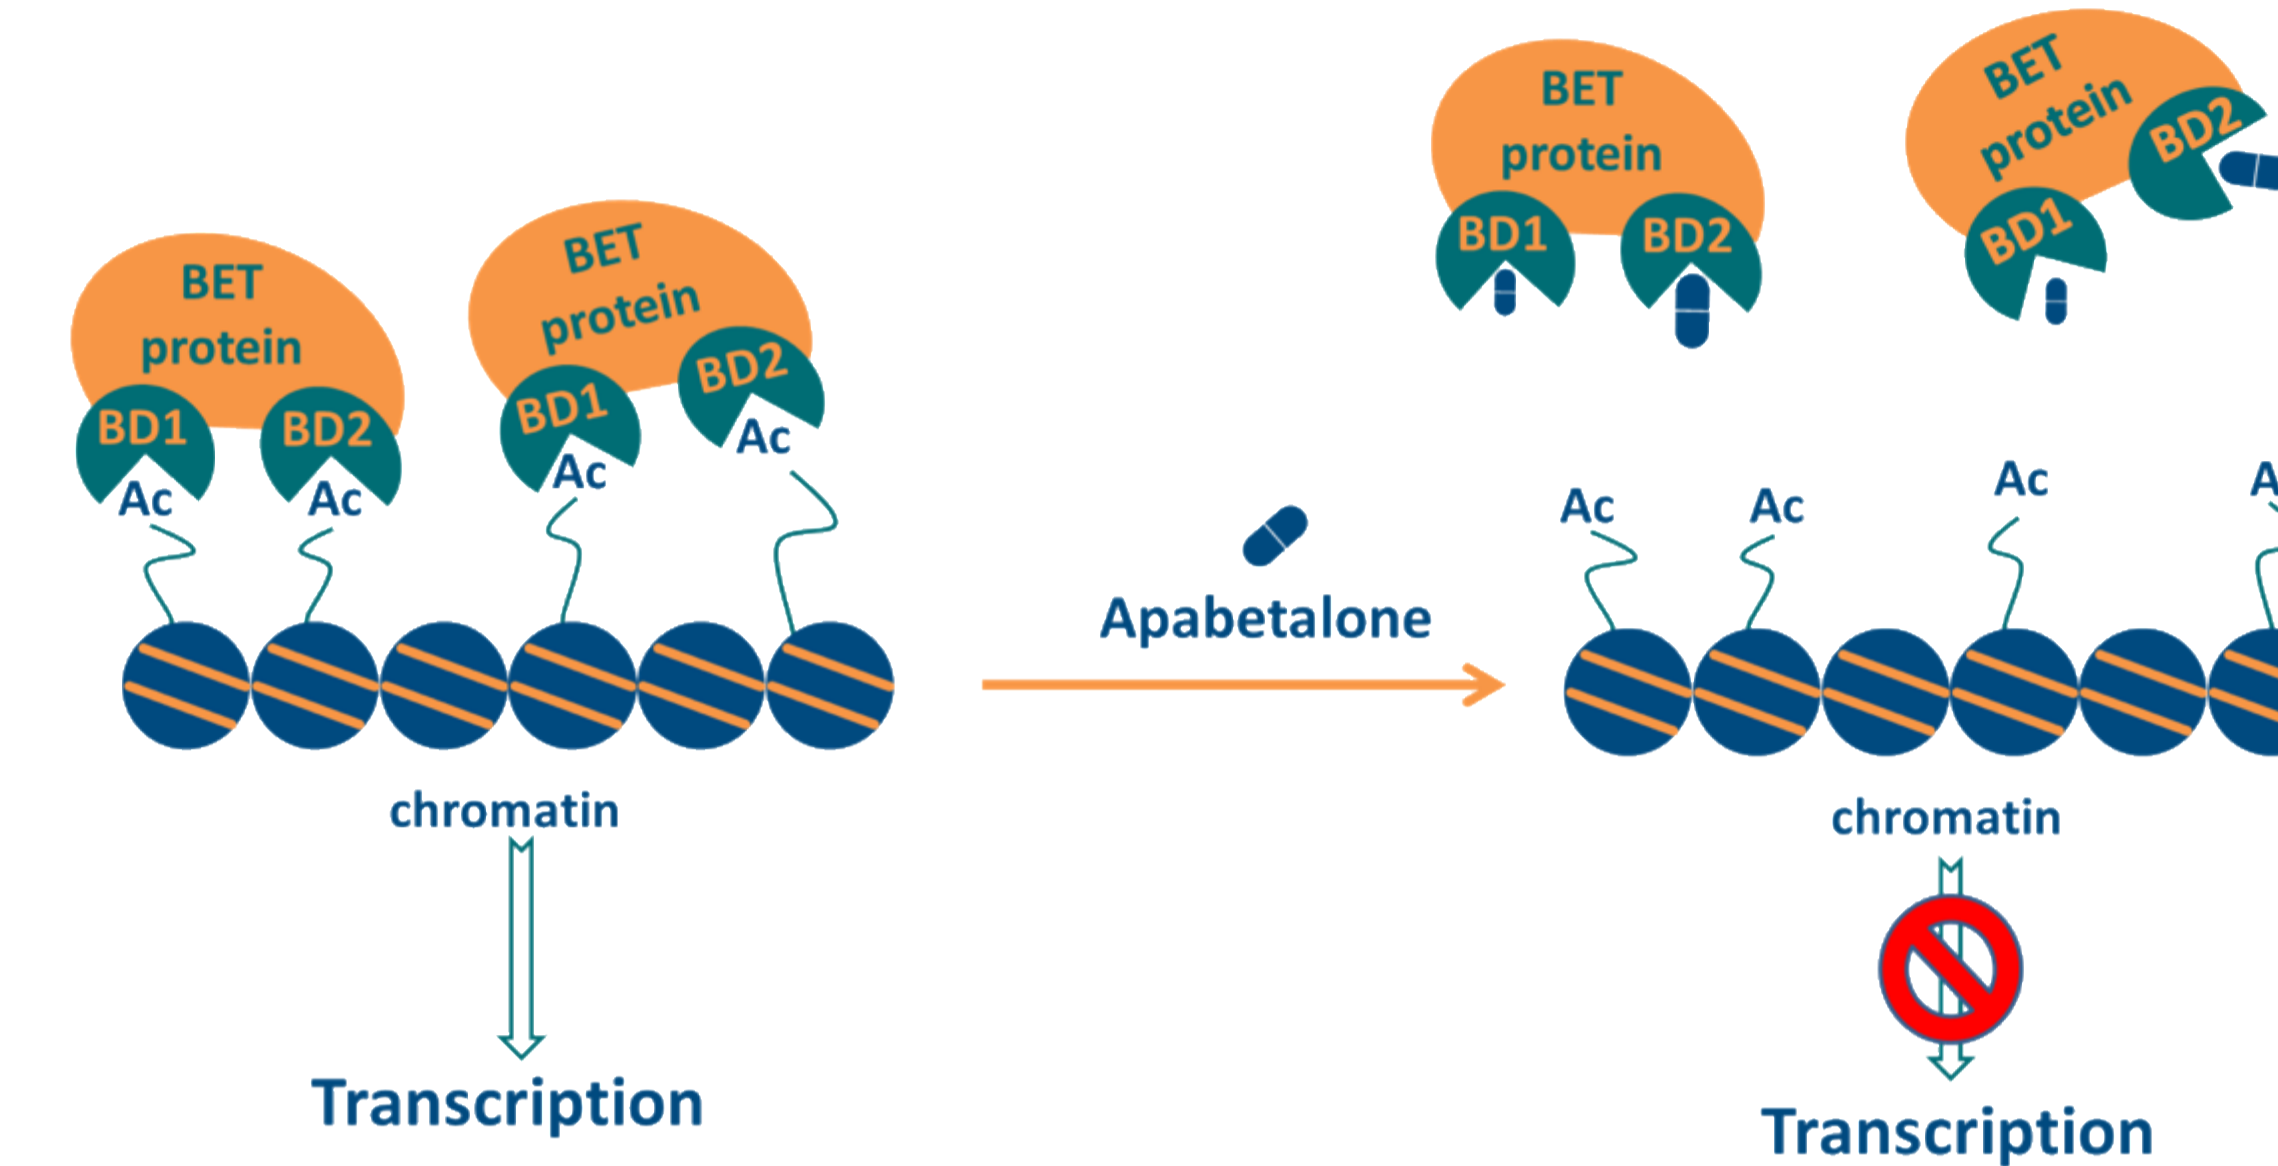 BET
protein
BD1
BD2
Ac
Ac
BET
protein
BD1
BD2
Ac
Ac
chromatin
Transcription
Apabetalone
BET
protein
BD1
BD2
BET
protein
BD1
BD2
Ac
Ac
Ac
A
chromatin
Transcription